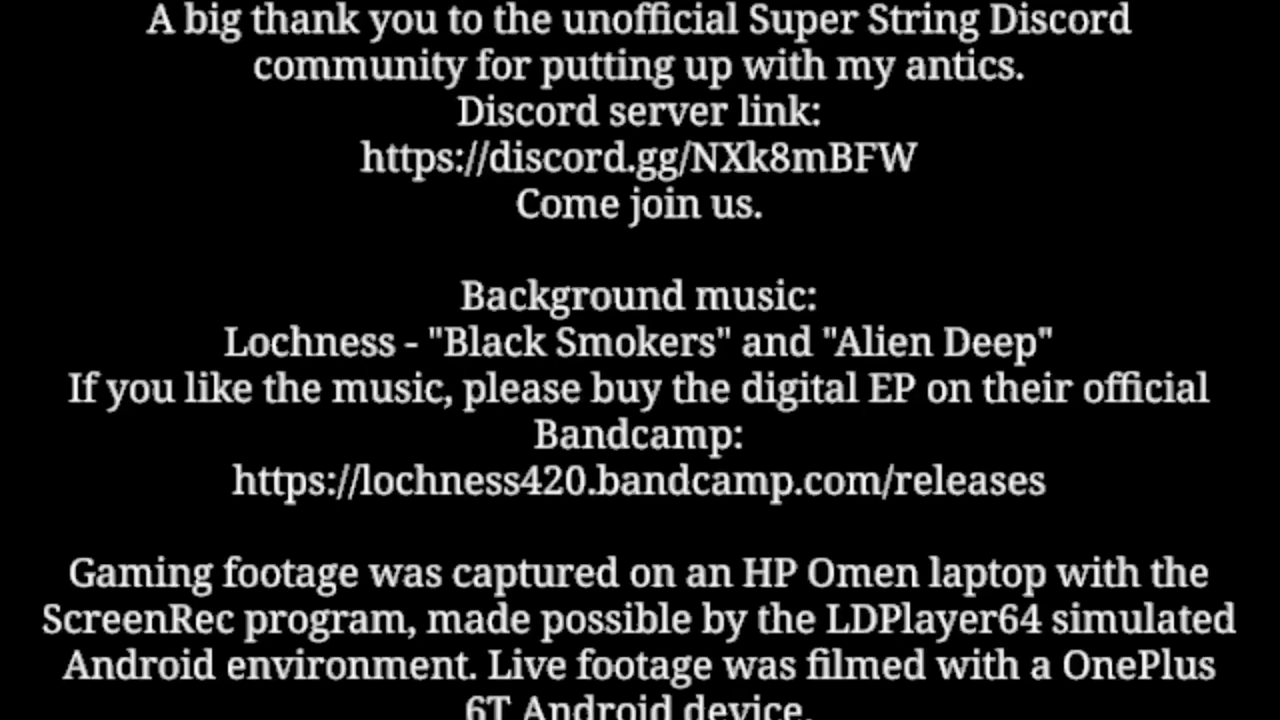 A big thank you to the unofficial Super String Discord
community for putting up with my antics.
Discord server link:
https://discord.gg/NXk8mBFW
Come join us.
Background music:
Lochness - "Black Smokers" and "Alien Deep"
If you like the music, please buy the digital EP on their official
Bandcamp:
https://lochness420.bandcamp.com/releases
Gaming footage was captured on an HP Omen laptop with the
ScreenRec program, made possible by the LDPlayer64 simulated
Android environment. Live footage was filmed with a OnePlus
6T Android device.